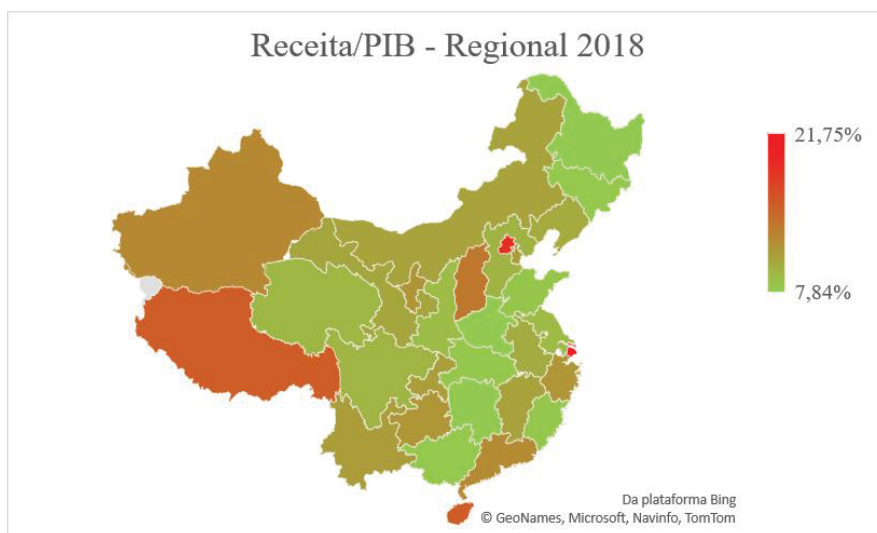 Receita/PIB - Regional 2018
21,75%
7,84%
Da plataforma Bing
© GeoNames, Microsoft, Navinfo, TomTom